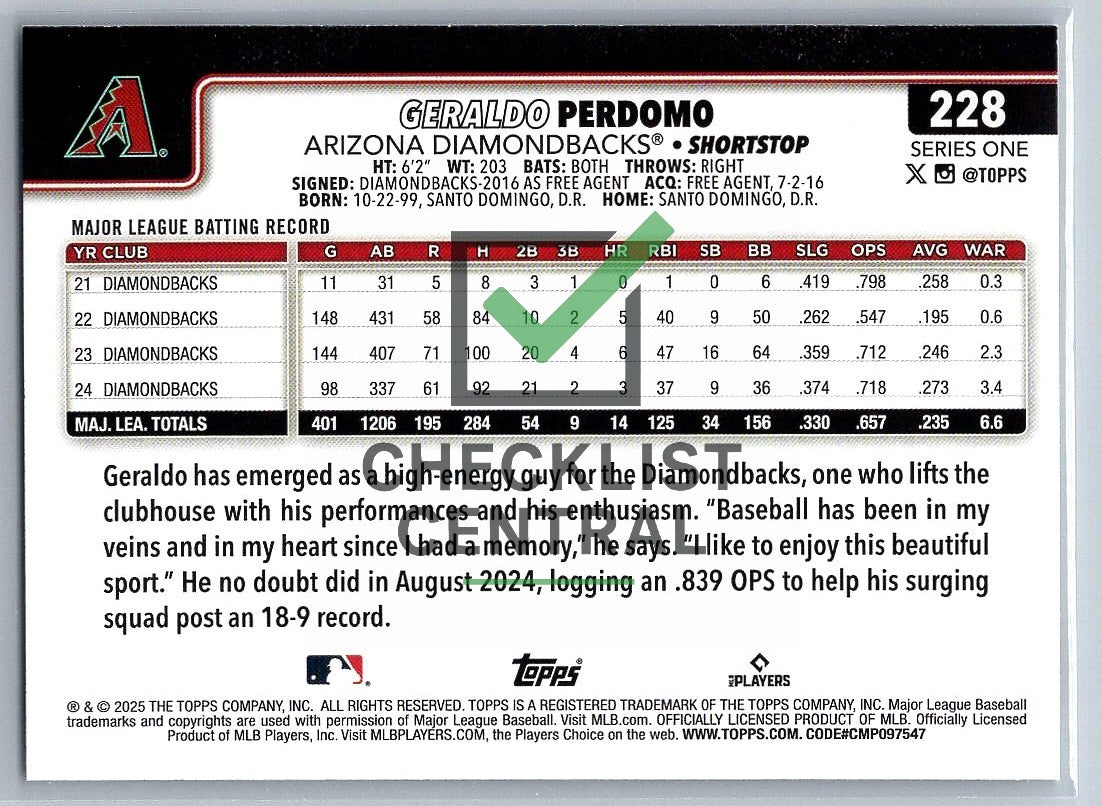 GERALDO PERDOMO
228
ARIZONA DIAMONDBACKS® • SHORTSTOP
SERIES ONE
HT: 6'2" WT: 203 BATS: BOTH THROWS: RIGHT
@TOPPS
SIGNED: DIAMONDBACKS-2016 AS FREE AGENT ACQ: FREE AGENT, 7-2-16
BORN: 10-22-99, SANTO DOMINGO, D.R. HOME: SANTO DOMINGO, D.R.
MAJOR LEAGUE BATTING RECORD
YR CLUB G AB R H 2B 3B HR RBI SB BB SLG OPS AVG WAR
21 DIAMONDBACKS 11 31 5 8 3 1 0 1 0 6 .419 .798 .258 0.3
22 DIAMONDBACKS 148 431 58 84 10 2 5 40 9 50 .262 .547 .195 0.6
23 DIAMONDBACKS 144 407 71 100 20 4 6 47 16 64 .359 .712 .246 2.3
24 DIAMONDBACKS 98 337 61 92 21 2 3 37 9 36 .374 .718 .273 3.4
MAJ. LEA. TOTALS 401 1206 195 284 54 9 14 125 34 156 .330 .657 .235 6.6
CHECKLIST
CENTRAL
Geraldo has emerged as a high-energy guy for the Diamondbacks, one who lifts the
clubhouse with his performances and his enthusiasm. "Baseball has been in my
veins and in my heart since I had a memory," he says. "I like to enjoy this beautiful
sport." He no doubt did in August 2024, logging an .839 OPS to help his surging
squad post an 18-9 record.
topps®
MLB PLAYERS
® & © 2025 THE TOPPS COMPANY, INC. ALL RIGHTS RESERVED. TOPPS IS A REGISTERED TRADEMARK OF THE TOPPS COMPANY, INC. Major League Baseball
trademarks and copyrights are used with permission of Major League Baseball. Visit MLB.com. OFFICIALLY LICENSED PRODUCT OF MLB. Officially Licensed
Product of MLB Players, Inc. Visit MLBPLAYERS.COM, the Players Choice on the web. WWW.TOPPS.COM. CODE#CMP097547